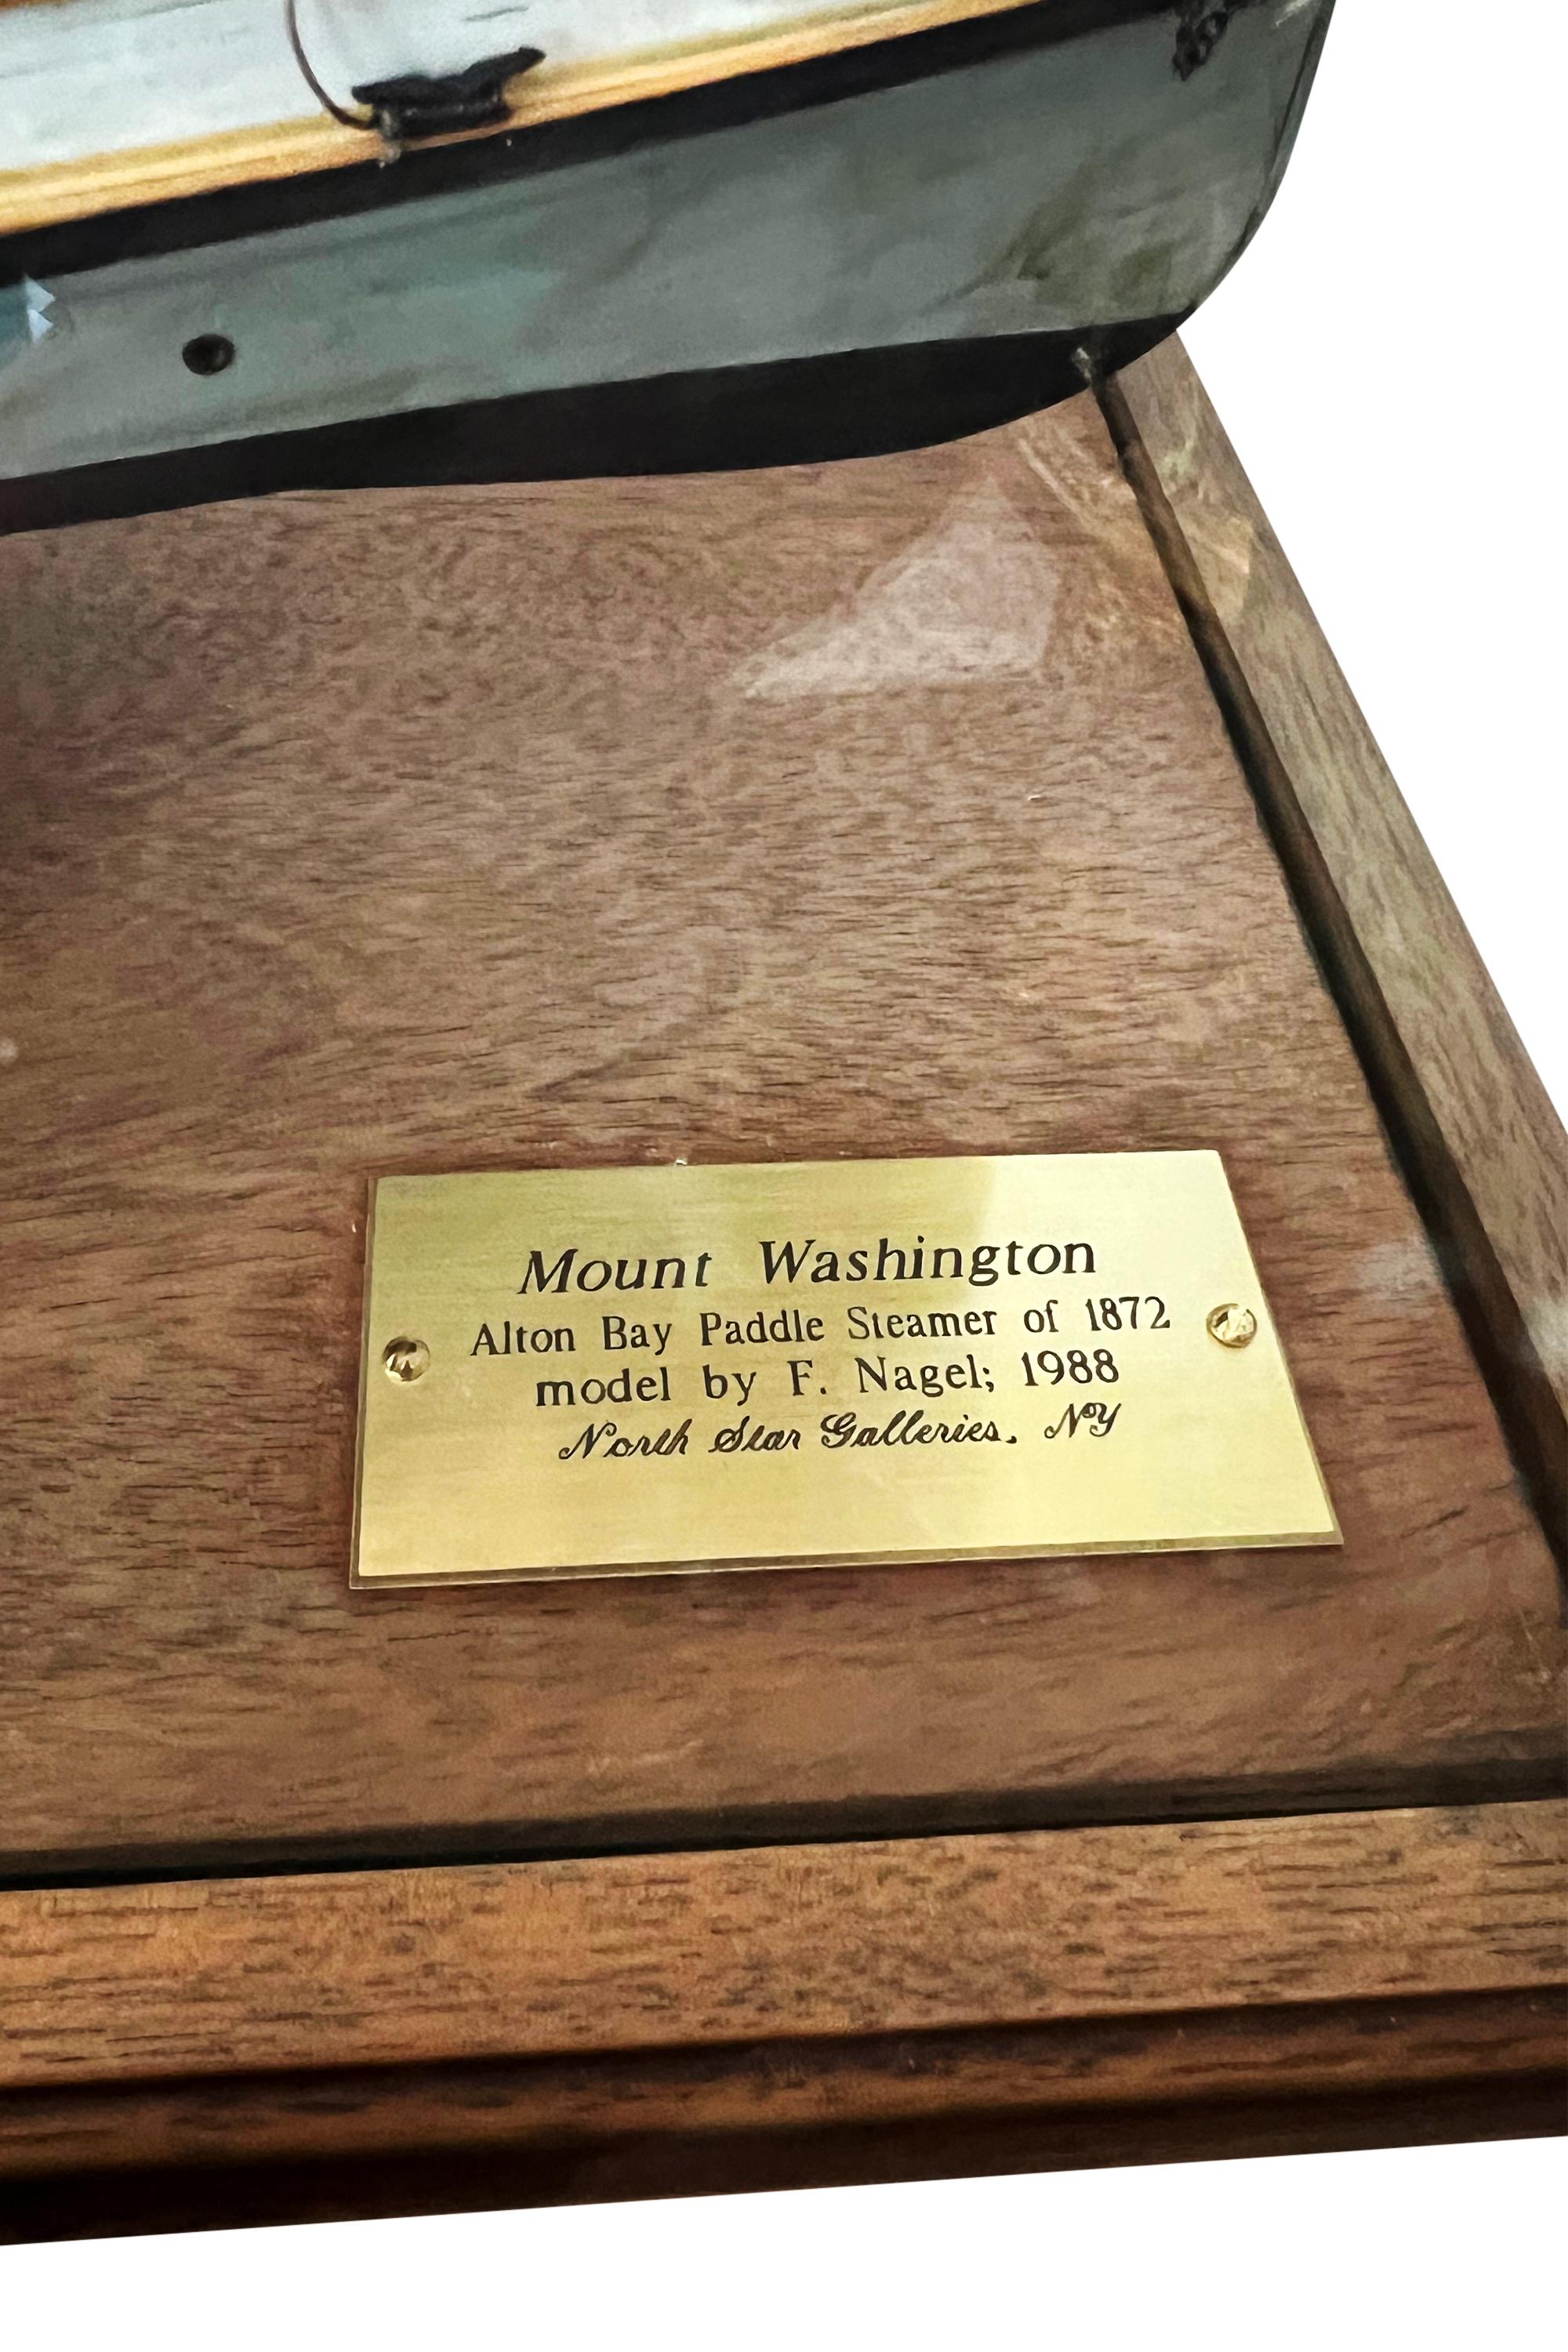 Mount Washington
Alton Bay Paddle Steamer of 1872
model by F. Nagel; 1988
North Star Galleries, NY